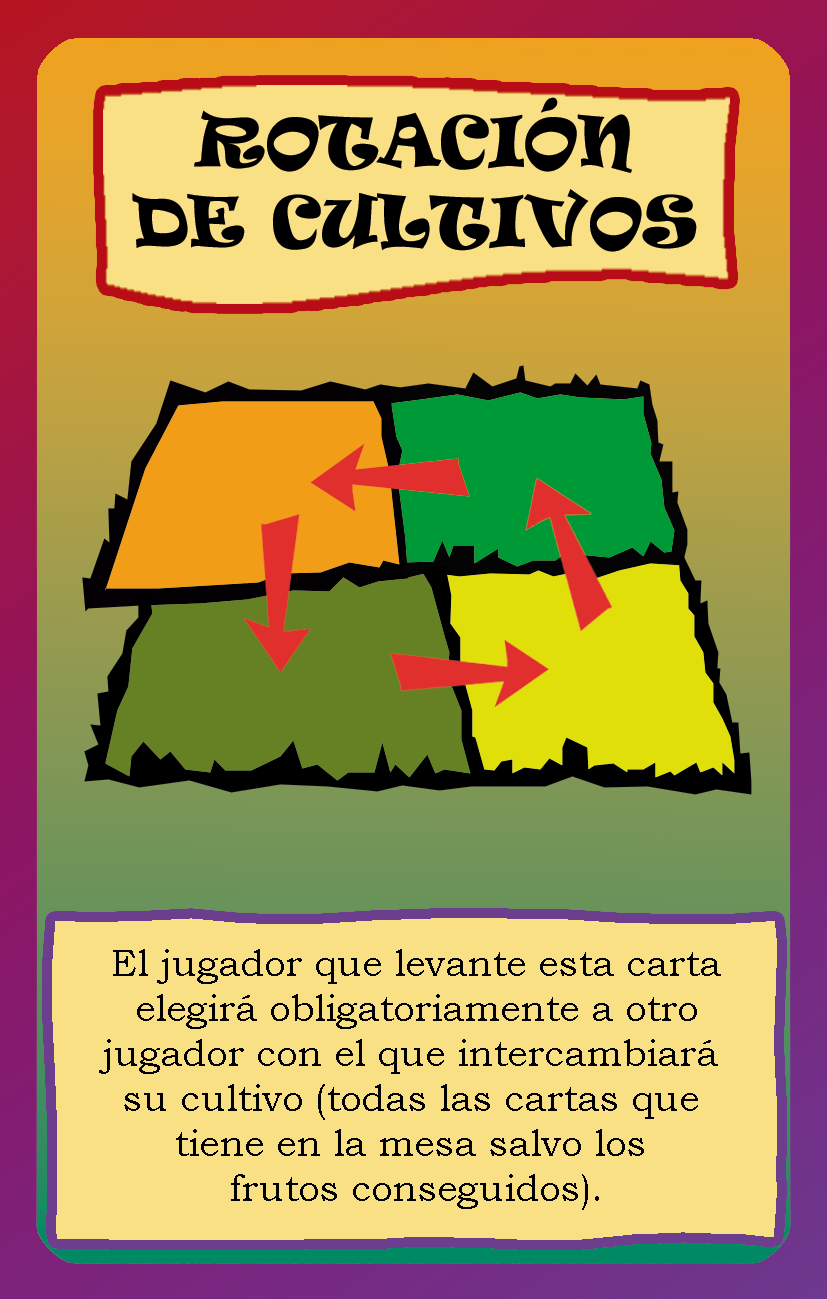 ROTACIÓN
DE CULTIVOS
El jugador que levante esta carta
elegirá obligatoriamente a otro
jugador con el que intercambiará
su cultivo (todas las cartas que
tiene en la mesa salvo los
frutos conseguidos).